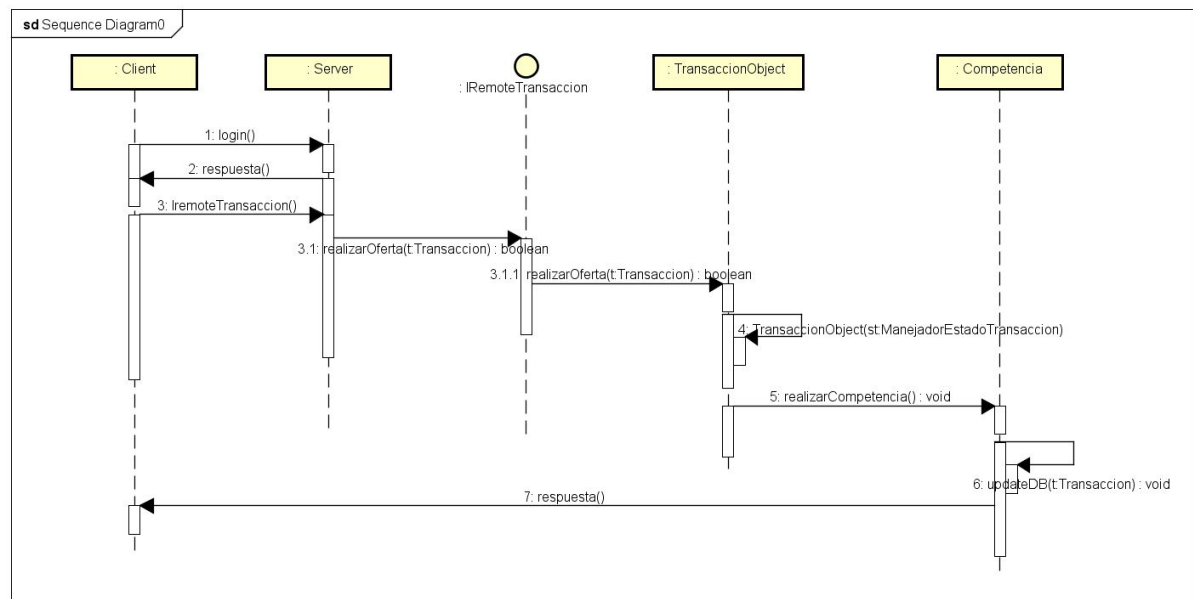 sd Sequence Diagram0
: Client
: Server
: IRemoteTransaccion
: TransaccionObject
: Competencia
1: login()
2: respuesta()
3: IremoteTransaccion()
3.1: realizarOferta(t:Transaccion) : boolean
3.1.1: realizarOferta(t:Transaccion) : boolean
4: TransaccionObject(st:ManejadorEstadoTransaccion)
5: realizarCompetencia() : void
6: updateDB(t:Transaccion) : void
7: respuesta()